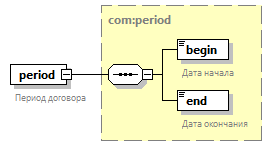 com:period
begin
Дата начала
period
Период договора
end
Дата окончания